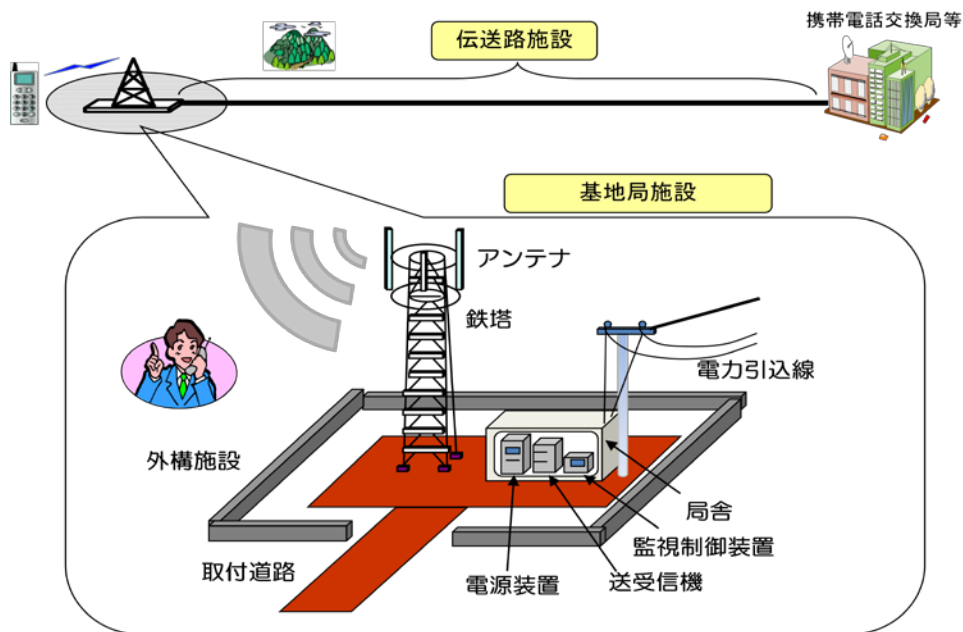 携帯電話交換局等
伝送路施設
基地局施設
アンテナ
鉄塔
電力引込線
外構施設
局舎
監視制御装置
取付道路
電源装置
送受信機